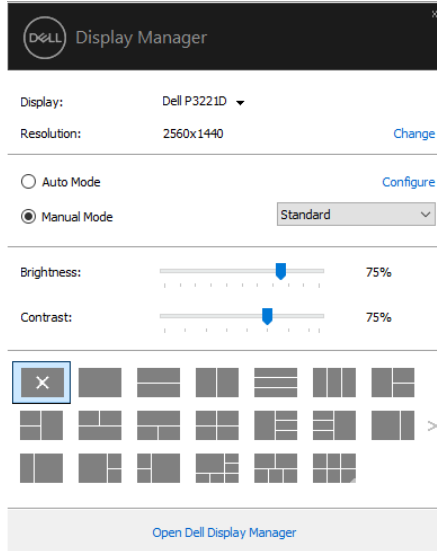 DELL Display Manager
Display: Dell P3221D
Resolution: 2560x1440 Change
Auto Mode Configure
Manual Mode Standard
Brightness: 75%
Contrast: 75%
Open Dell Display Manager